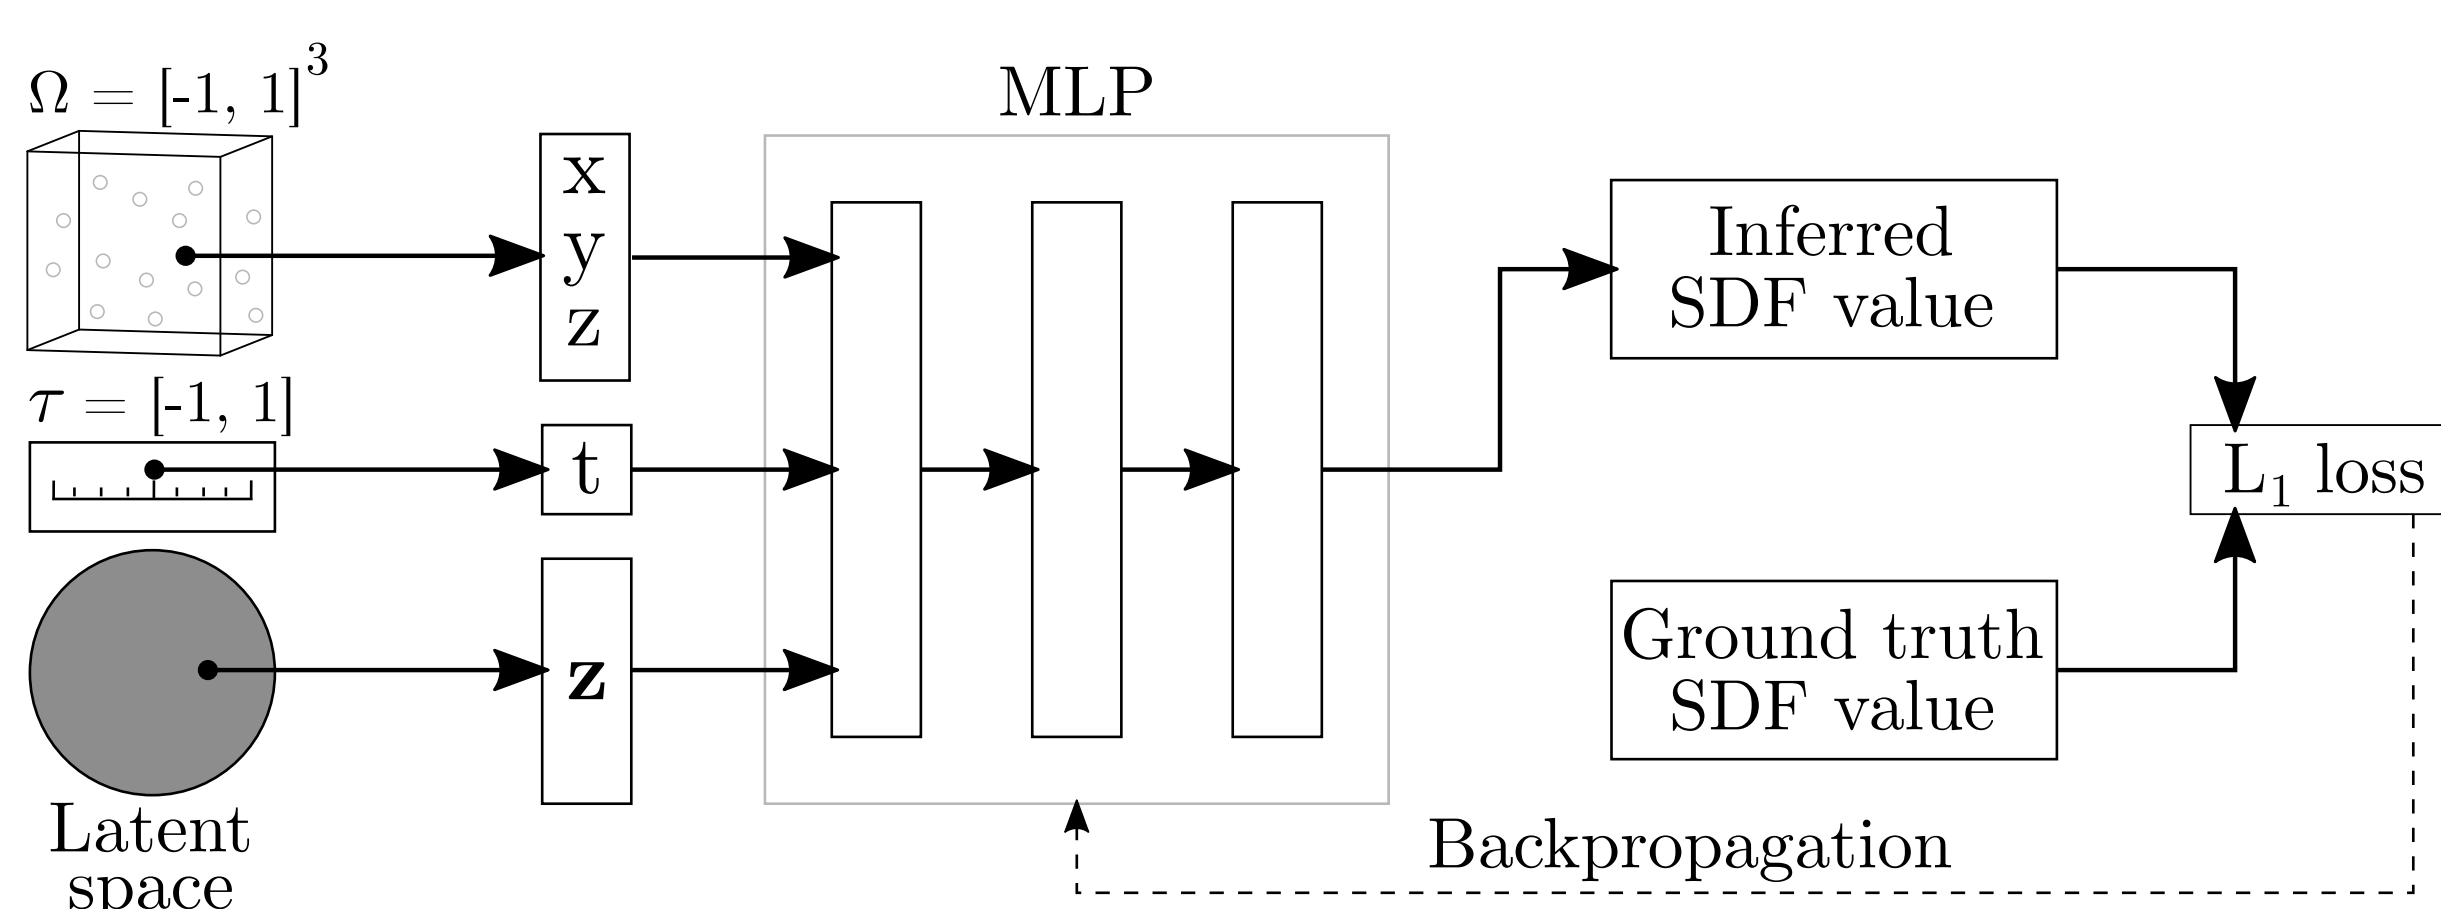 Ω = [-1, 1]³
MLP
x
y
z
Inferred
SDF value
τ = [-1, 1]
t
L₁ loss
z
Ground truth
SDF value
Latent
space
Backpropagation